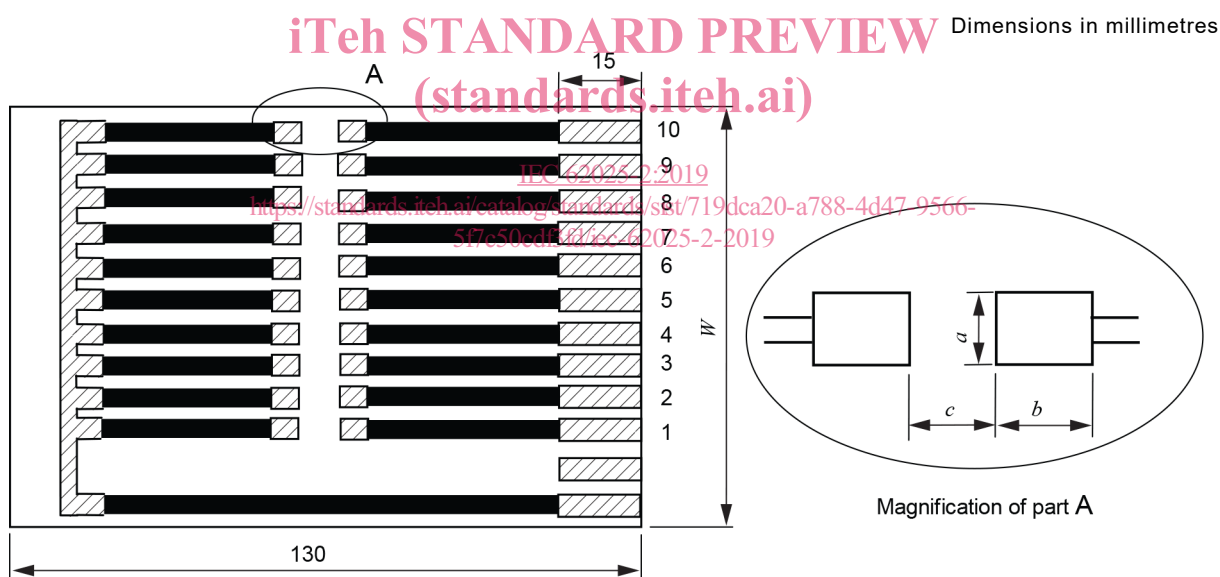 iTeh STANDARD PREVIEW
(standards.iteh.ai)
Dimensions in millimetres
15
A
10
9
8
7
6
5
4
3
2
1
IEC 62025-2:2019
https://standards.iteh.ai/catalog/standards/sist/719dca20-a788-4d47-9566-
5f7c50cdf3fd/iec-62025-2-2019
W
130
a
c
b
Magnification of part A